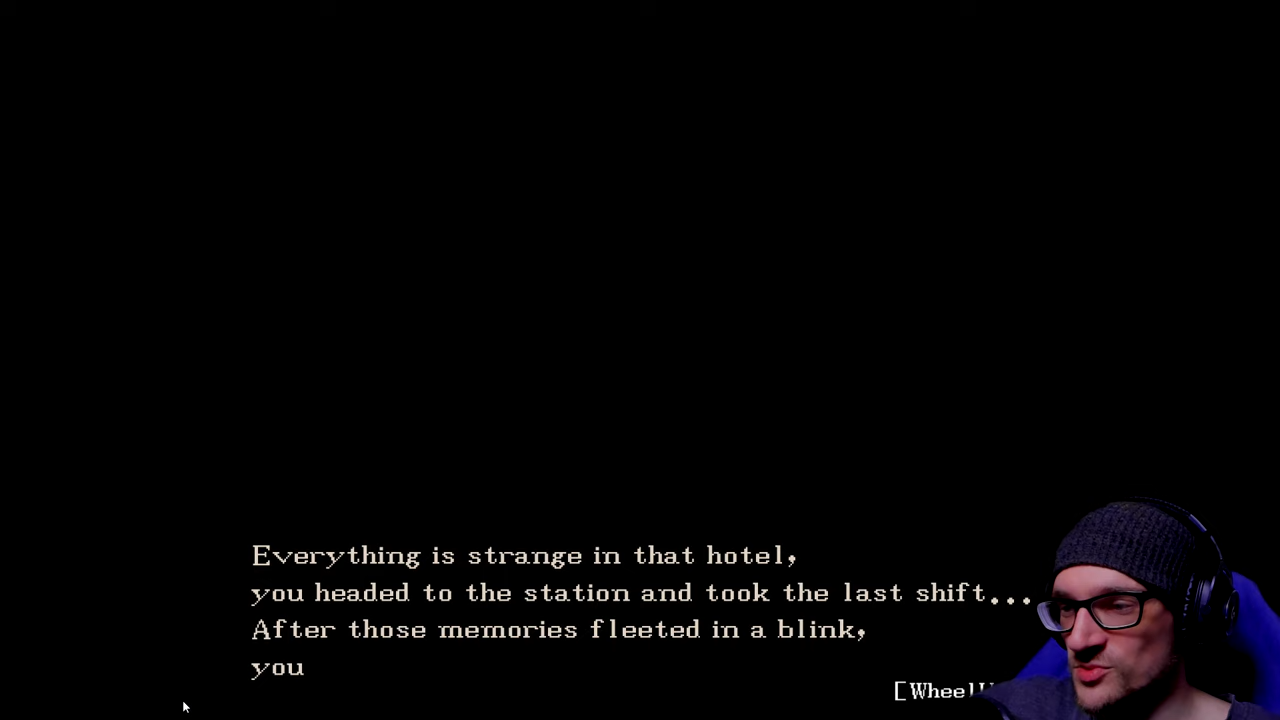 Everything is strange in that hotel,
you headed to the station and took the last shift...
After those memories fleeted in a blink,
you
[Wheel